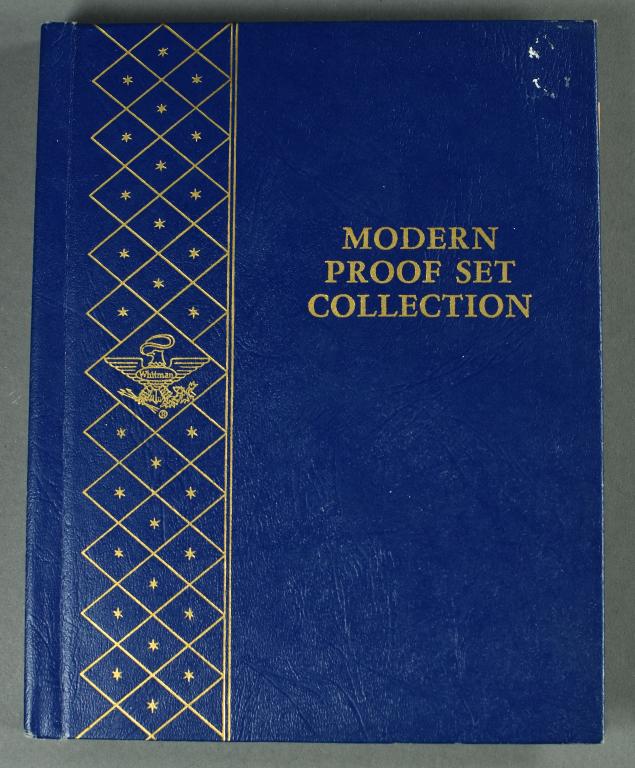 MODERN
PROOF SET
COLLECTION
Whitman
®